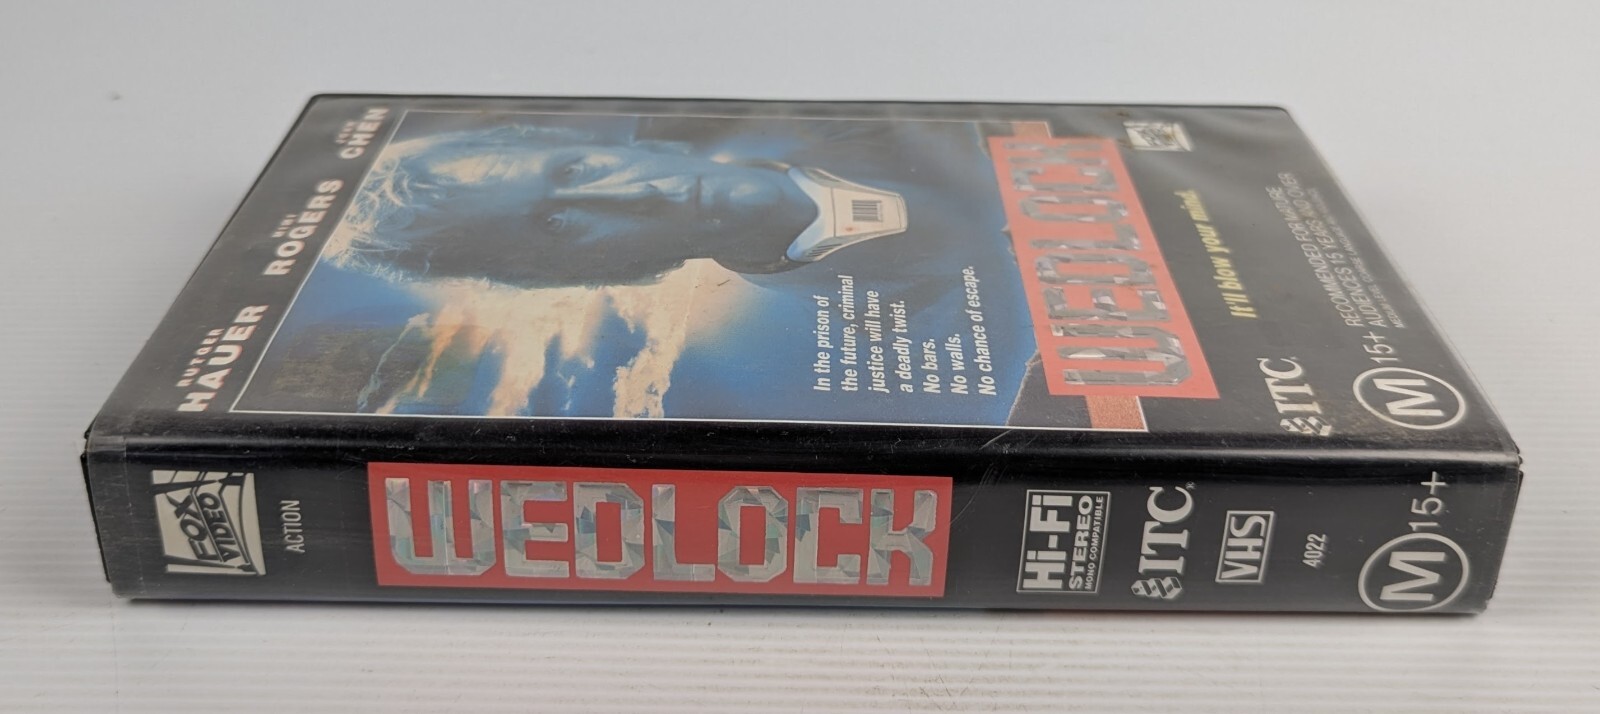 RUTGER
HAUER
MIMI
ROGERS
JOAN
CHEN
In the prison of
the future, criminal
justice will have
a deadly twist.
No bars.
No walls.
No chance of escape.
WEDLOCK
It'll blow your mind.
ITC
M 15+
RECOMMENDED FOR MATURE
AUDIENCES 15 YEARS AND OVER
FOX
VIDEO
ACTION
WEDLOCK
Hi-Fi
STEREO
MONO COMPATIBLE
ITC
VHS
4022
M 15+